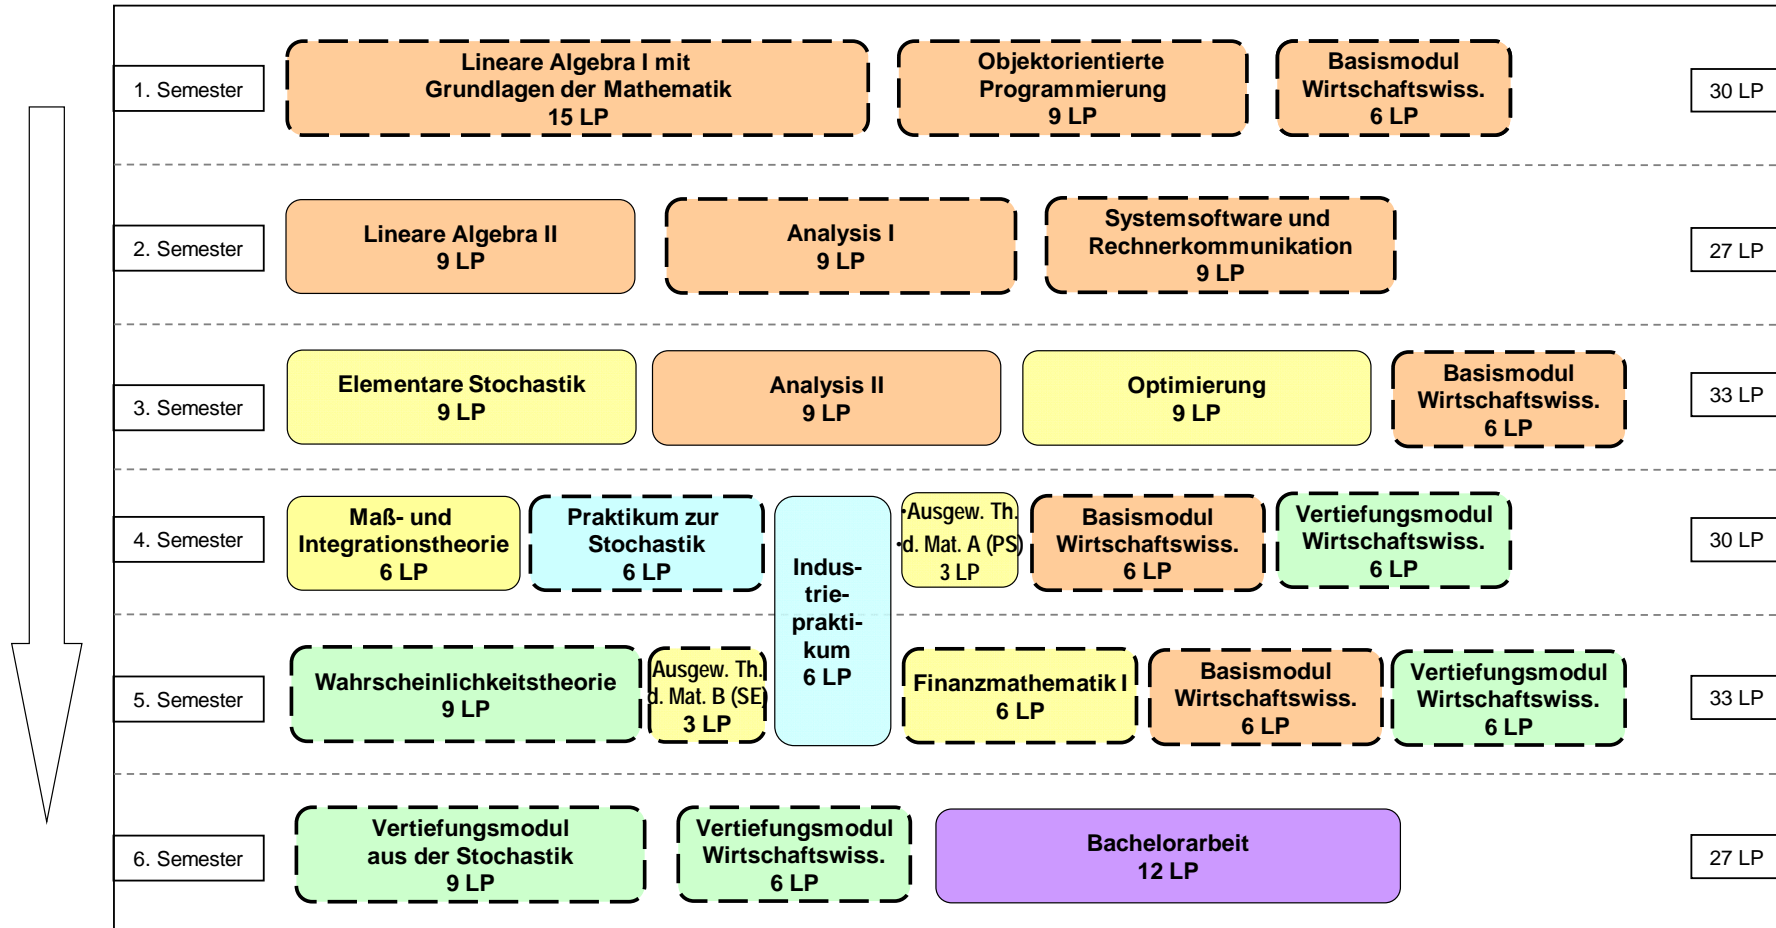 1. Semester
Lineare Algebra I mit
Grundlagen der Mathematik
15 LP
Objektorientierte
Programmierung
9 LP
Basismodul
Wirtschaftswiss.
6 LP
30 LP
2. Semester
Lineare Algebra II
9 LP
Analysis I
9 LP
Systemsoftware und
Rechnerkommunikation
9 LP
27 LP
3. Semester
Elementare Stochastik
9 LP
Analysis II
9 LP
Optimierung
9 LP
Basismodul
Wirtschaftswiss.
6 LP
33 LP
4. Semester
Maß- und
Integrationstheorie
6 LP
Praktikum zur
Stochastik
6 LP
Indus-
trie-
prakti-
kum
6 LP
•Ausgew. Th.
•d. Mat. A (PS)
3 LP
Basismodul
Wirtschaftswiss.
6 LP
Vertiefungsmodul
Wirtschaftswiss.
6 LP
30 LP
5. Semester
Wahrscheinlichkeitstheorie
9 LP
Ausgew. Th.
d. Mat. B (SE)
3 LP
Finanzmathematik I
6 LP
Basismodul
Wirtschaftswiss.
6 LP
Vertiefungsmodul
Wirtschaftswiss.
6 LP
33 LP
6. Semester
Vertiefungsmodul
aus der Stochastik
9 LP
Vertiefungsmodul
Wirtschaftswiss.
6 LP
Bachelorarbeit
12 LP
27 LP